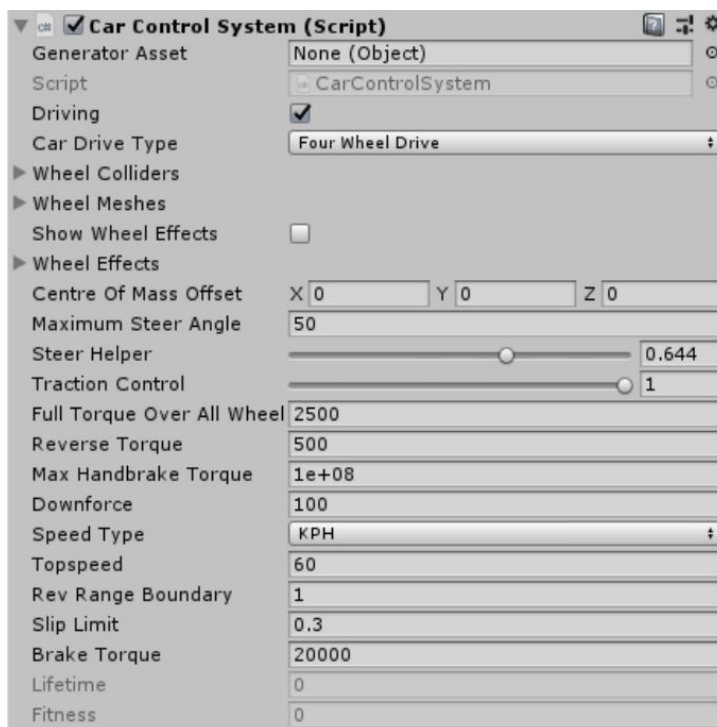 Car Control System (Script)
Generator Asset None (Object)
Script CarControlSystem
Driving
Car Drive Type Four Wheel Drive
Wheel Colliders
Wheel Meshes
Show Wheel Effects
Wheel Effects
Centre Of Mass Offset X 0 Y 0 Z 0
Maximum Steer Angle 50
Steer Helper 0.644
Traction Control 1
Full Torque Over All Wheel 2500
Reverse Torque 500
Max Handbrake Torque 1e+08
Downforce 100
Speed Type KPH
Topspeed 60
Rev Range Boundary 1
Slip Limit 0.3
Brake Torque 20000
Lifetime 0
Fitness 0